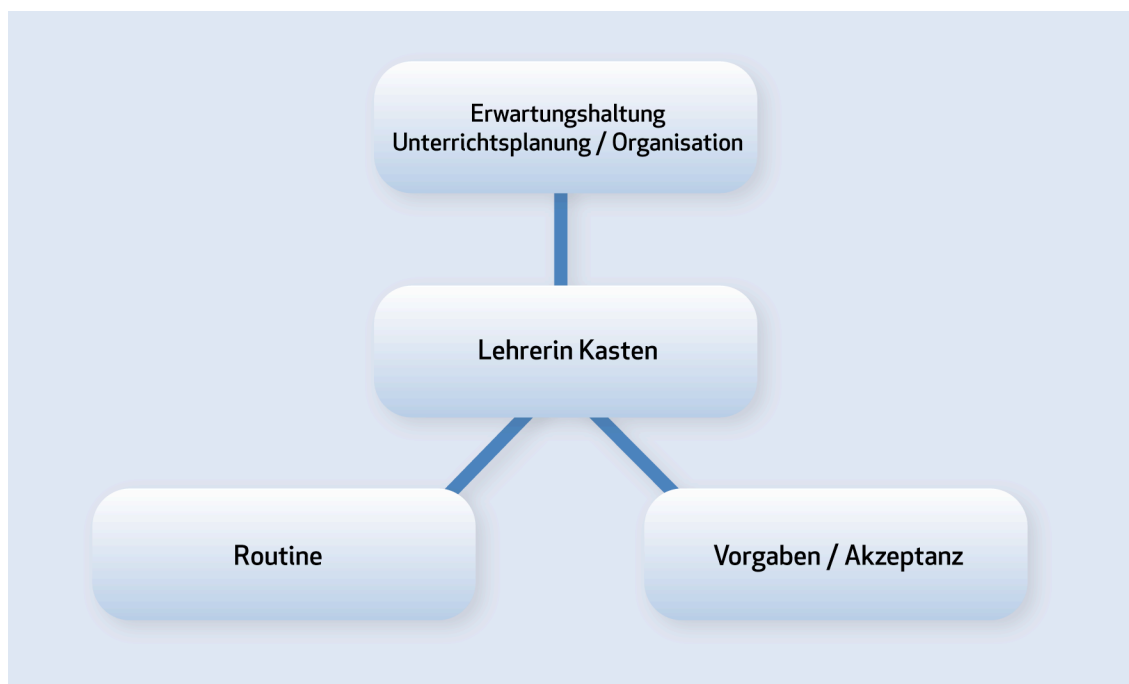 Erwartungshaltung
Unterrichtsplanung / Organisation
Lehrerin Kasten
Routine
Vorgaben / Akzeptanz